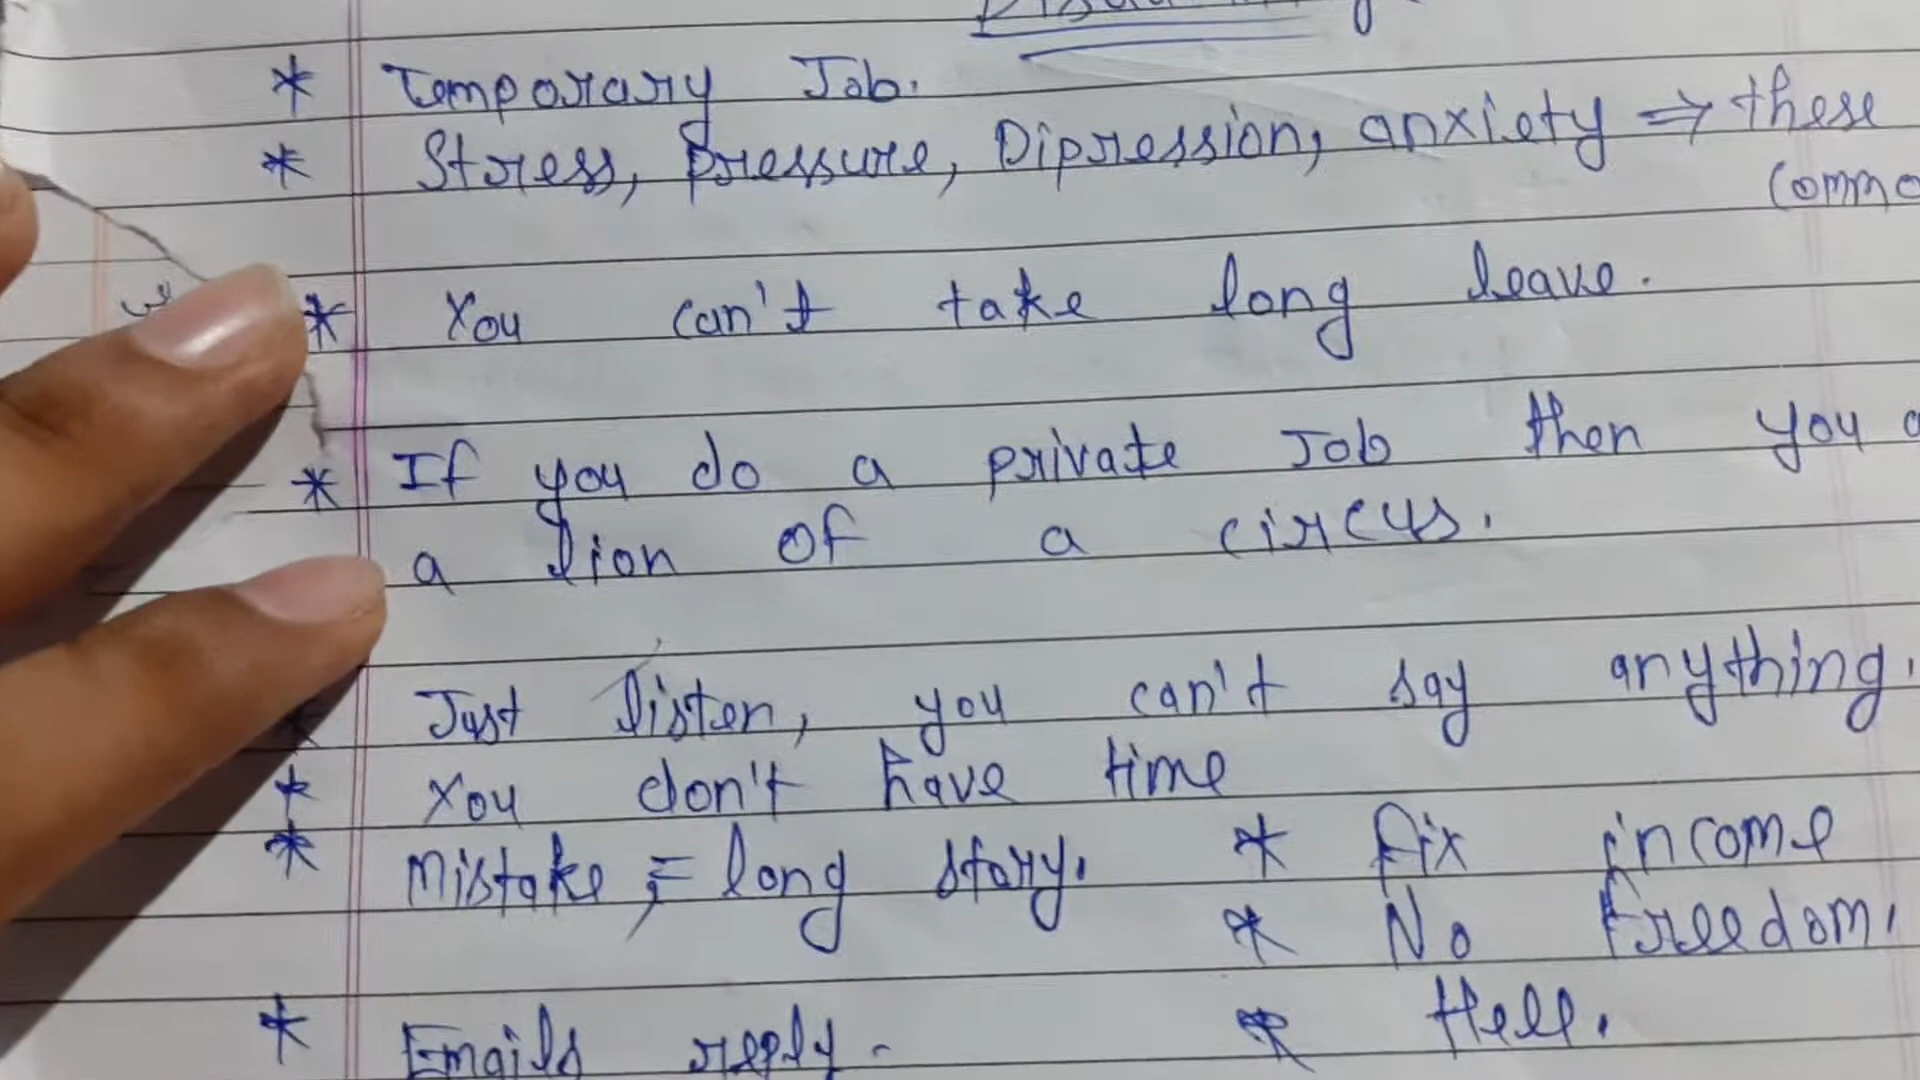 * Temporary Job.
* Stress, Pressure, Dipression, anxiety ⇒ these
* You can't take long leave.
* If you do a private Job then you
a lion of a circus.
* Just listen, you can't say anything.
* You don't have time
* Mistake = long story. * Fix income
* No Freedom.
* Emails reply. * Hell.